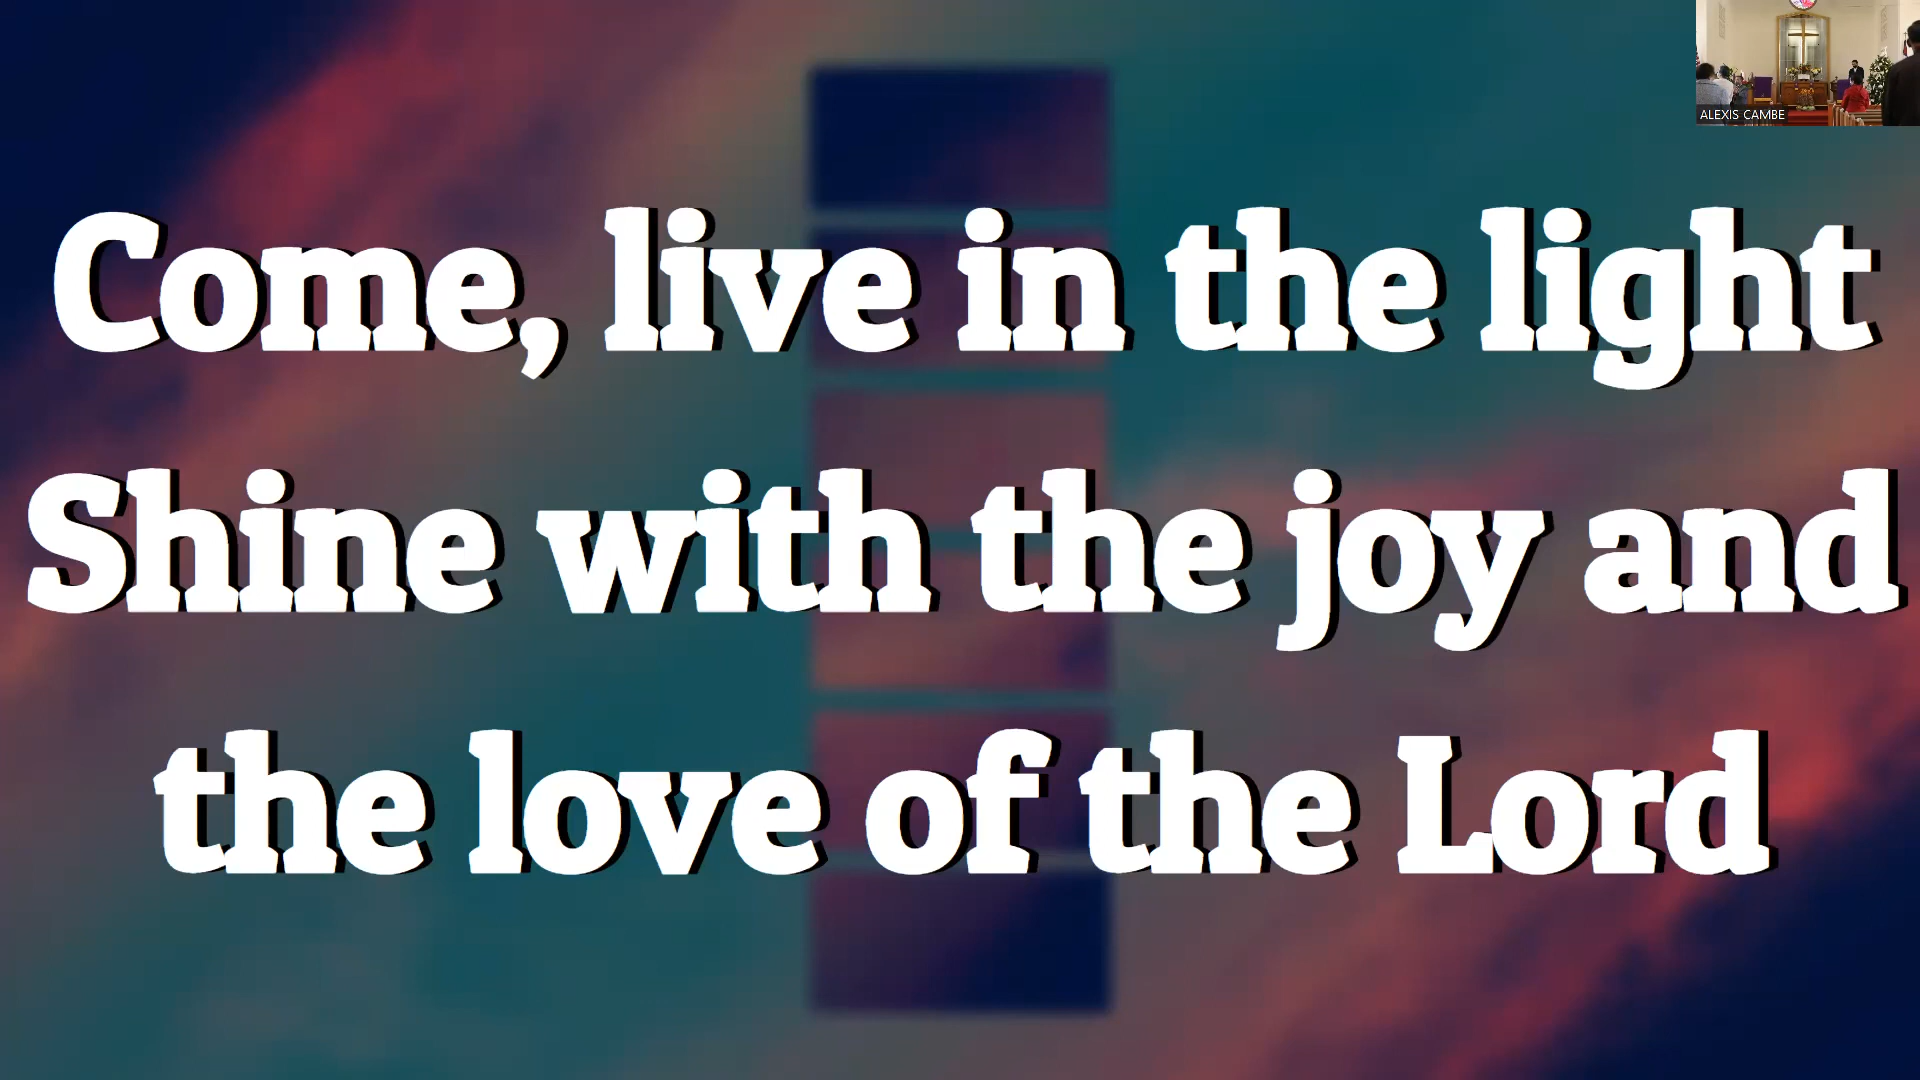 ALEXIS CAMBE
Come, live in the light
Shine with the joy and
the love of the Lord